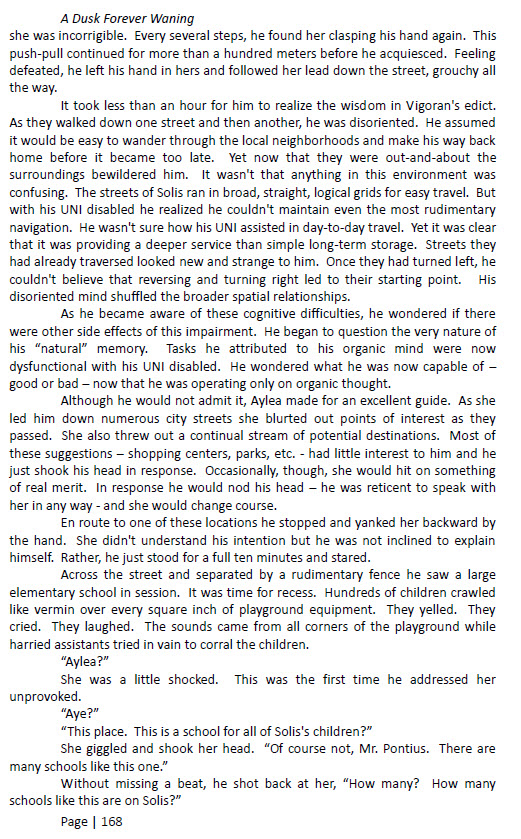 A Dusk Forever Waning
she was incorrigible. Every several steps, he found her clasping his hand again. This
push-pull continued for more than a hundred meters before he acquiesced. Feeling
defeated, he left his hand in hers and followed her lead down the street, grouchy all
the way.
It took less than an hour for him to realize the wisdom in Vigoran's edict.
As they walked down one street and then another, he was disoriented. He assumed
it would be easy to wander through the local neighborhoods and make his way back
home before it became too late. Yet now that they were out-and-about the
surroundings bewildered him. It wasn't that anything in this environment was
confusing. The streets of Solis ran in broad, straight, logical grids for easy travel. But
with his UNI disabled he realized he couldn't maintain even the most rudimentary
navigation. He wasn't sure how his UNI assisted in day-to-day travel. Yet it was clear
that it was providing a deeper service than simple long-term storage. Streets they
had already traversed looked new and strange to him. Once they had turned left, he
couldn't believe that reversing and turning right led to their starting point. His
disoriented mind shuffled the broader spatial relationships.
As he became aware of these cognitive difficulties, he wondered if there
were other side effects of this impairment. He began to question the very nature of
his “natural” memory. Tasks he attributed to his organic mind were now
dysfunctional with his UNI disabled. He wondered what he was now capable of –
good or bad – now that he was operating only on organic thought.
Although he would not admit it, Aylea made for an excellent guide. As she
led him down numerous city streets she blurted out points of interest as they
passed. She also threw out a continual stream of potential destinations. Most of
these suggestions – shopping centers, parks, etc. - had little interest to him and he
just shook his head in response. Occasionally, though, she would hit on something
of real merit. In response he would nod his head – he was reticent to speak with
her in any way - and she would change course.
En route to one of these locations he stopped and yanked her backward by
the hand. She didn't understand his intention but he was not inclined to explain
himself. Rather, he just stood for a full ten minutes and stared.
Across the street and separated by a rudimentary fence he saw a large
elementary school in session. It was time for recess. Hundreds of children crawled
like vermin over every square inch of playground equipment. They yelled. They
cried. They laughed. The sounds came from all corners of the playground while
harried assistants tried in vain to corral the children.
“Aylea?”
She was a little shocked. This was the first time he addressed her
unprovoked.
“Aye?”
“This place. This is a school for all of Solis's children?”
She giggled and shook her head. “Of course not, Mr. Pontius. There are
many schools like this one.”
Without missing a beat, he shot back at her, “How many? How many
schools like this are on Solis?”
Page | 168